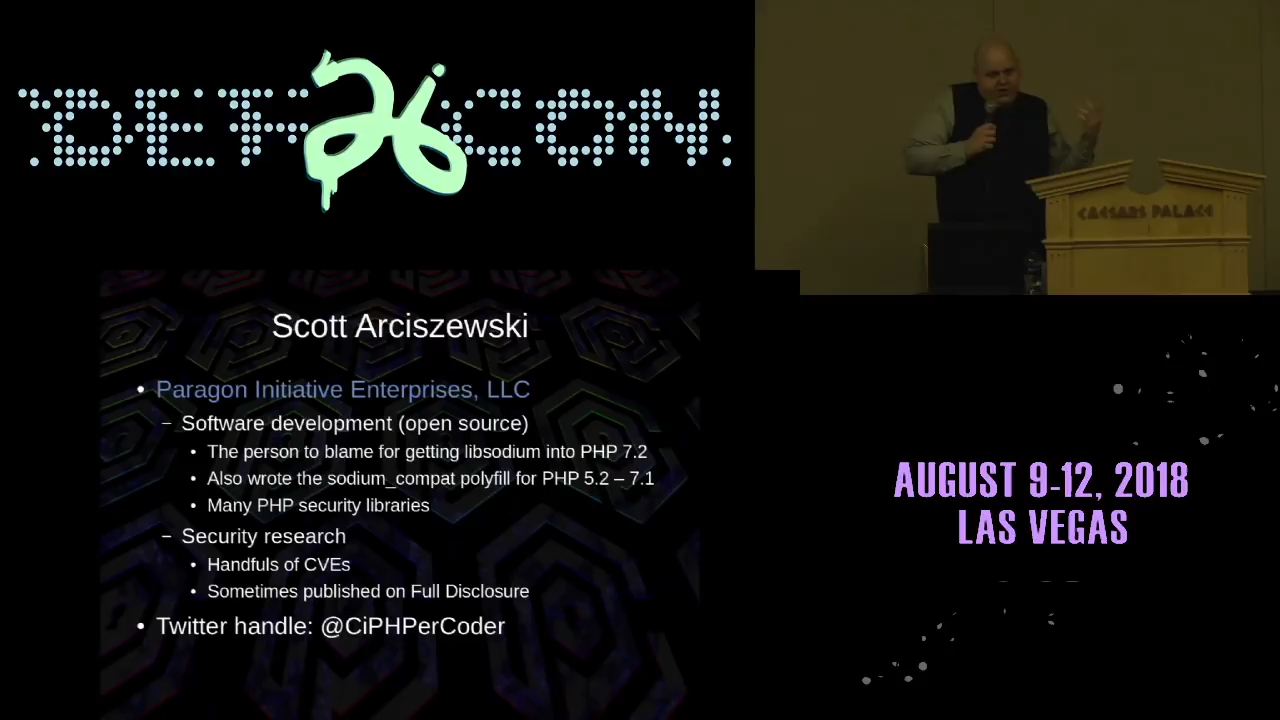 DEF CON
26
CAESARS PALACE
Scott Arciszewski
• Paragon Initiative Enterprises, LLC
– Software development (open source)
• The person to blame for getting libsodium into PHP 7.2
• Also wrote the sodium_compat polyfill for PHP 5.2 – 7.1
• Many PHP security libraries
– Security research
• Handfuls of CVEs
• Sometimes published on Full Disclosure
• Twitter handle: @CiPHPerCoder
AUGUST 9-12, 2018
LAS VEGAS